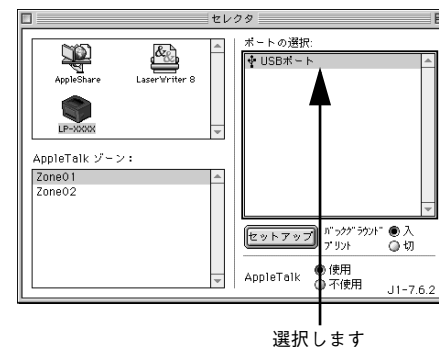 セレクタ
AppleShare
LaserWriter 8
LP-XXXX
AppleTalk ゾーン：
Zone01
Zone02
ポートの選択:
USBポート
セットアップ
バックグラウンド プリント
入
切
AppleTalk
使用
不使用
J1-7.6.2
選択します